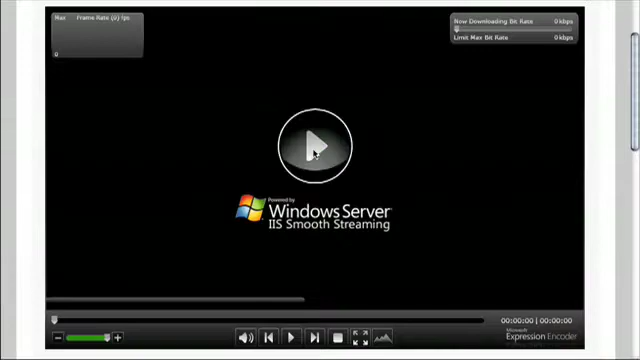 Max Frame Rate (0) fps
0
Now Downloading Bit Rate 0 kbps
Limit Max Bit Rate 0 kbps
Powered by
Windows Server
IIS Smooth Streaming
00:00:00 | 00:00:00
Microsoft
Expression Encoder